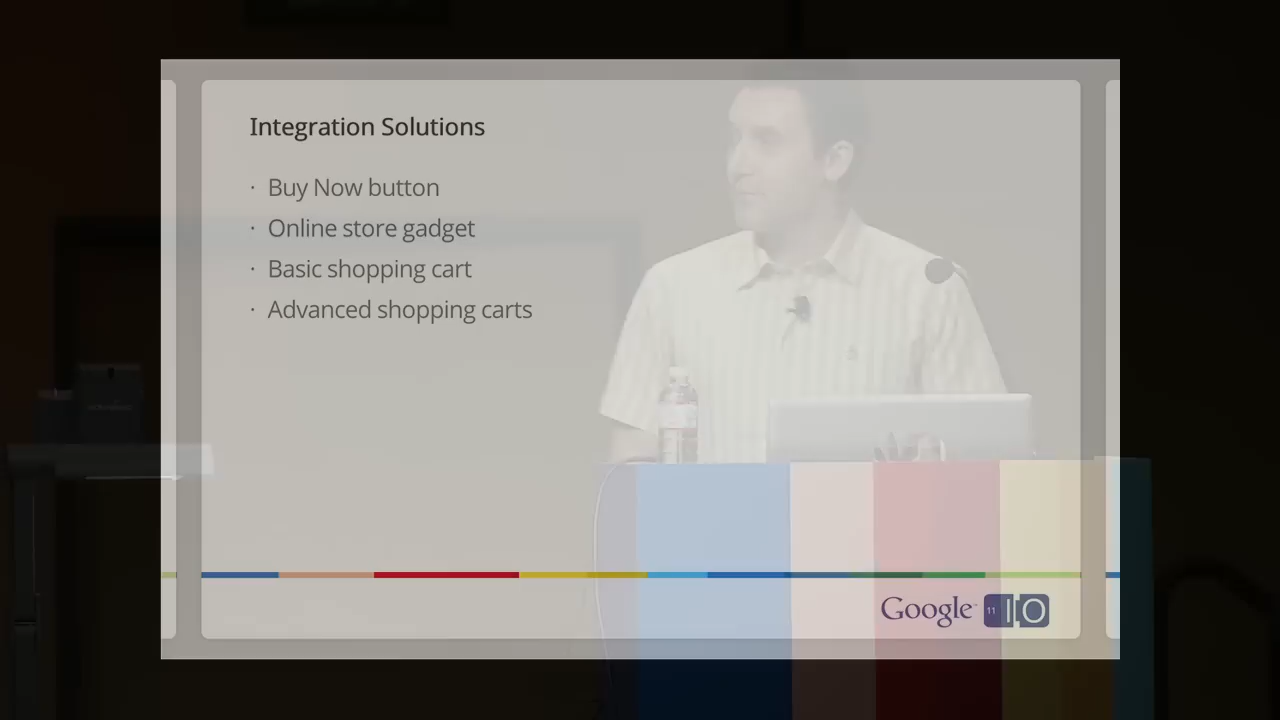 Integration Solutions
· Buy Now button
· Online store gadget
· Basic shopping cart
· Advanced shopping carts
Google 11 IO